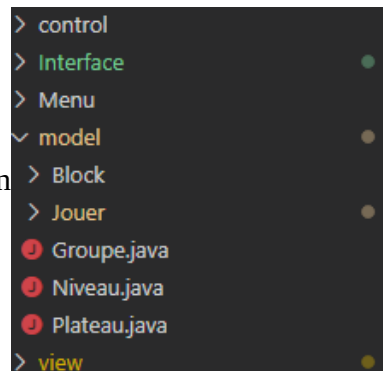 control
Interface
Menu
model
n
Block
Jouer
Groupe.java
Niveau.java
Plateau.java
view